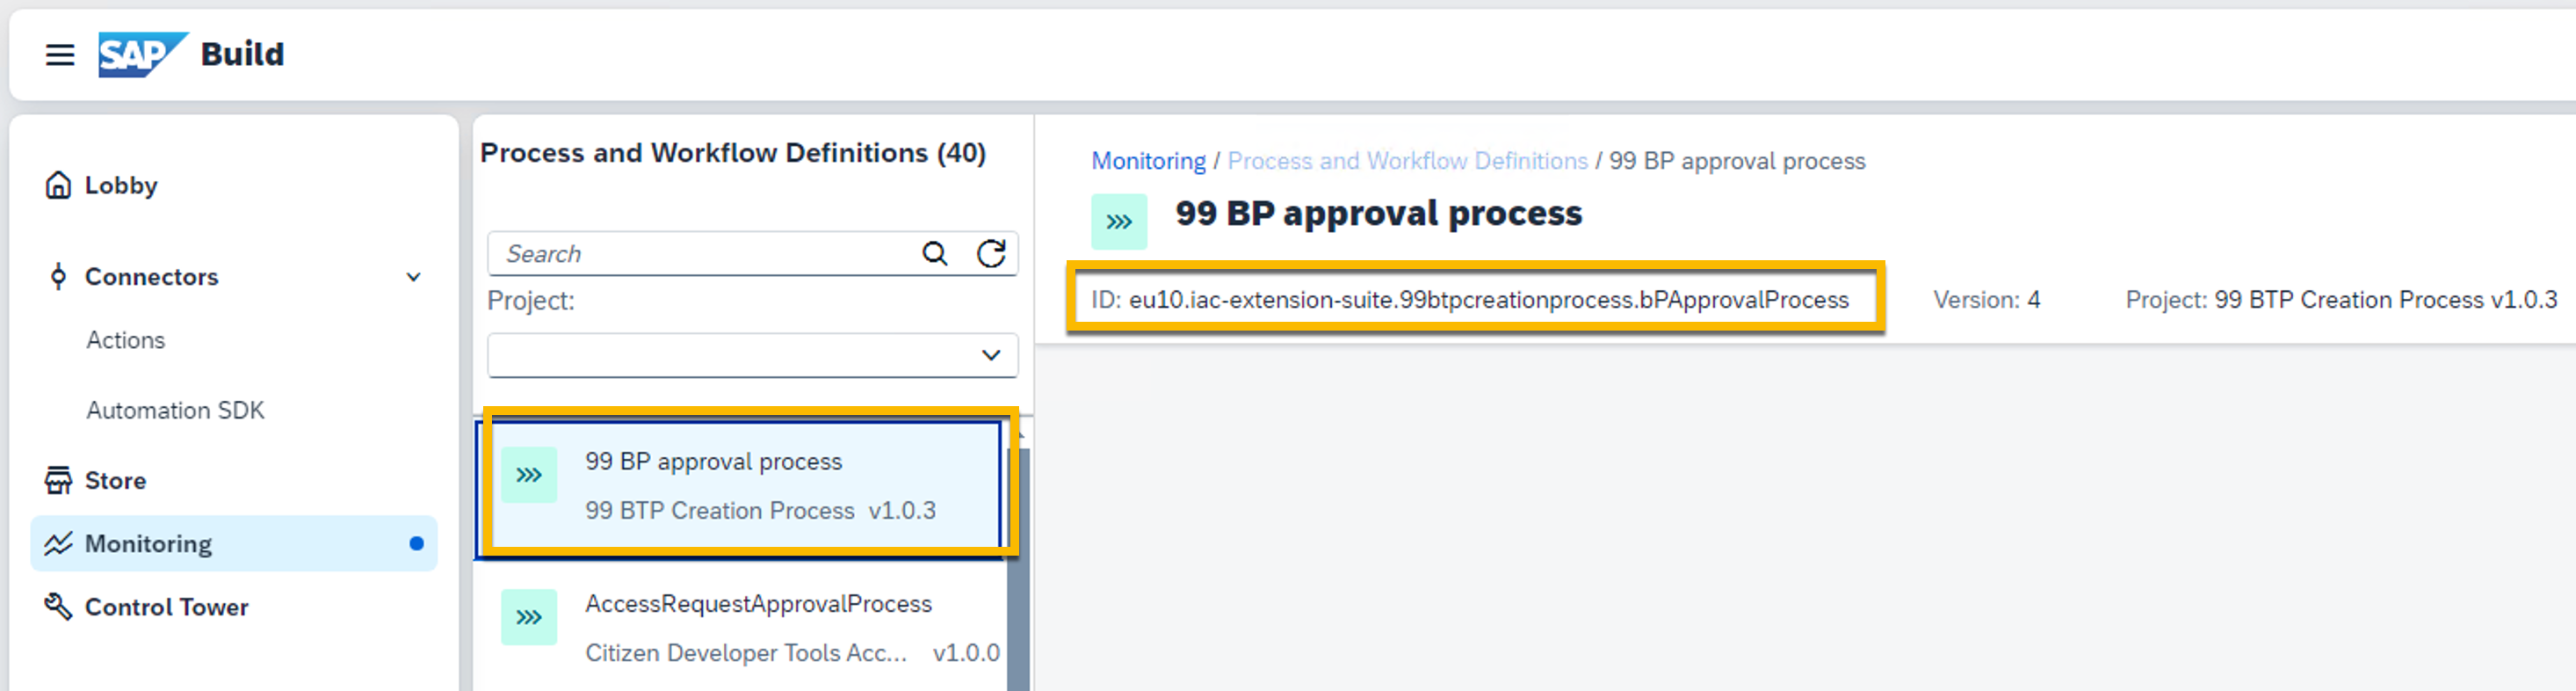 SAP Build
Lobby
Connectors
Actions
Automation SDK
Store
Monitoring
Control Tower
Process and Workflow Definitions (40)
Search
Project:
99 BP approval process
99 BTP Creation Process v1.0.3
AccessRequestApprovalProcess
Citizen Developer Tools Acc... v1.0.0
Monitoring / Process and Workflow Definitions / 99 BP approval process
99 BP approval process
ID: eu10.iac-extension-suite.99btpcreationprocess.bPApprovalProcess Version: 4 Project: 99 BTP Creation Process v1.0.3